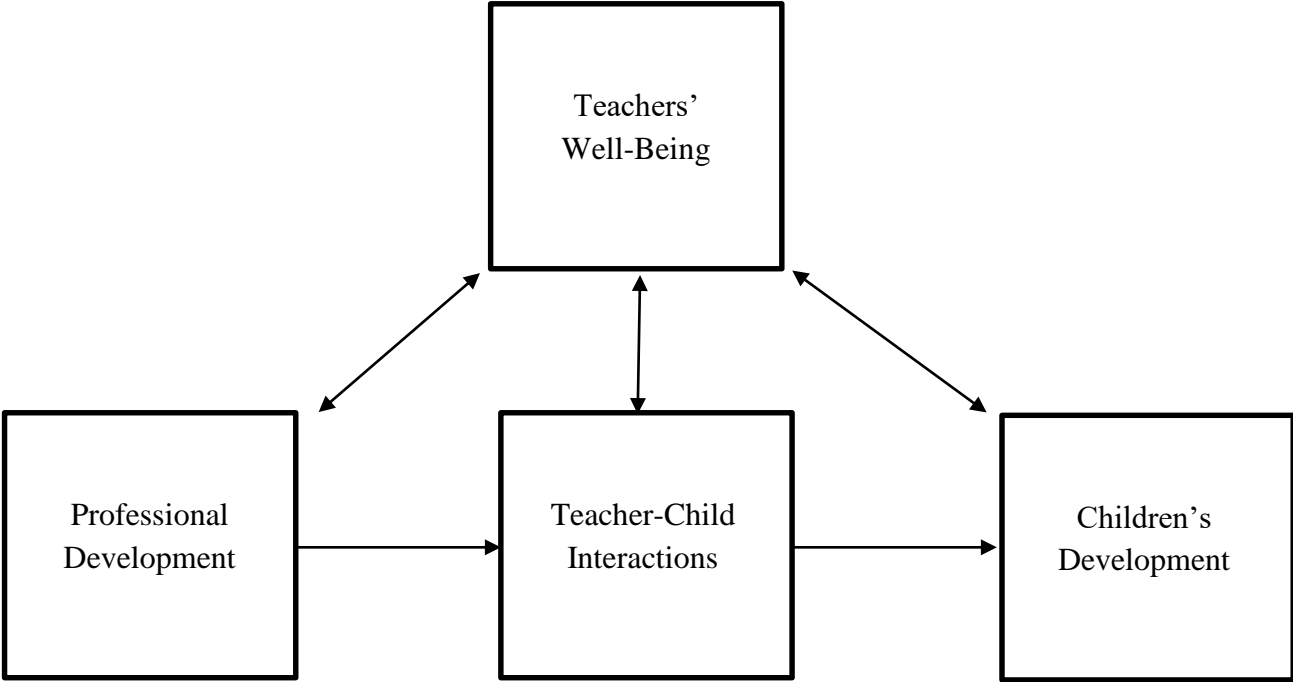 Teachers’
Well-Being
Professional
Development
Teacher-Child
Interactions
Children’s
Development